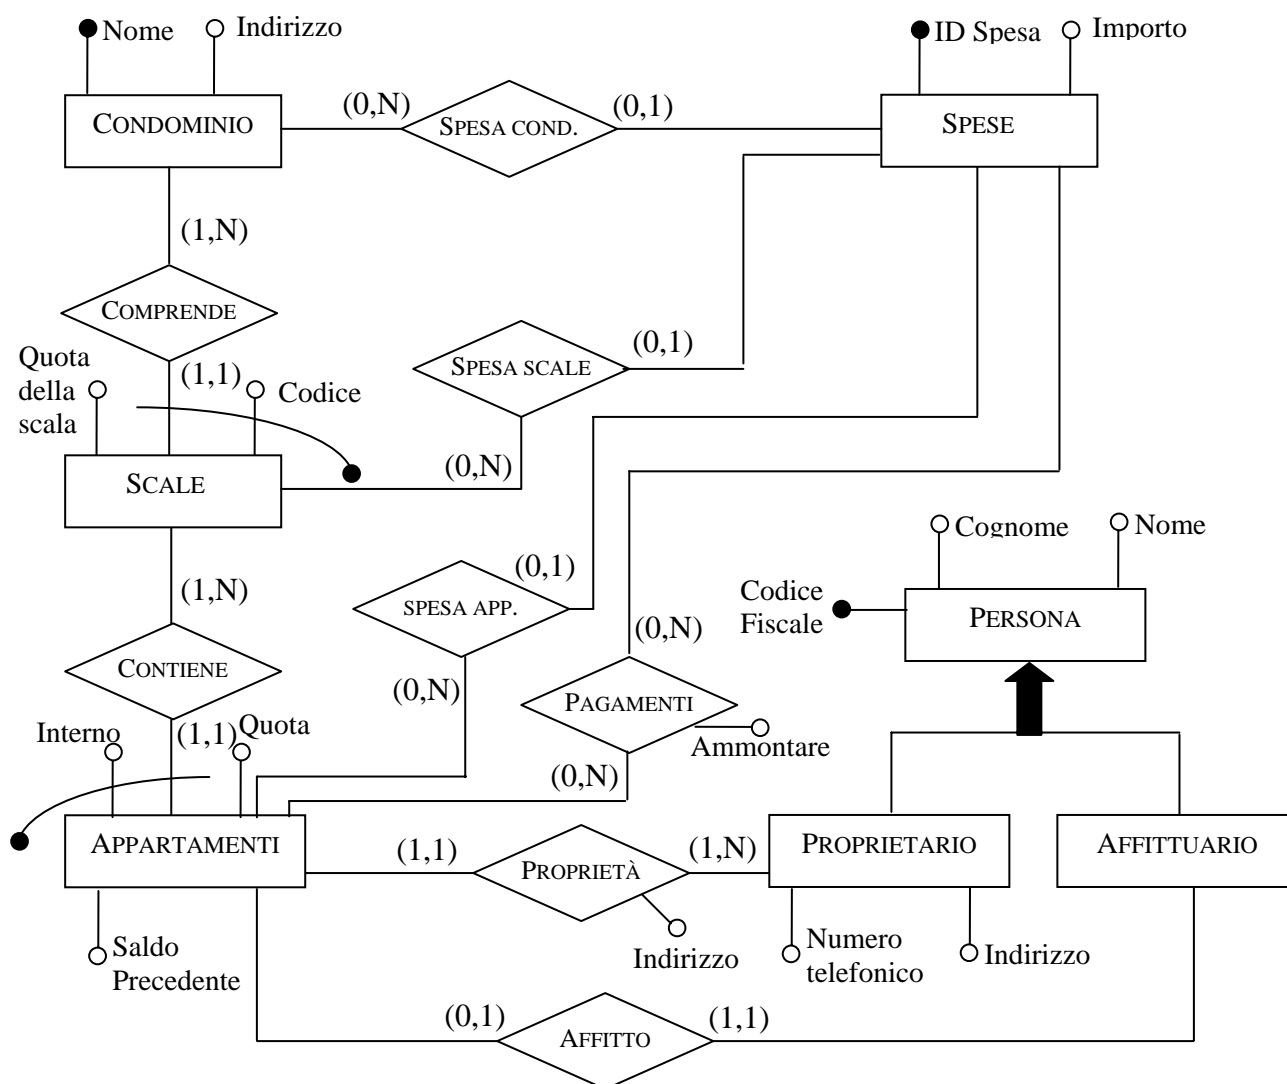 Nome
Indirizzo
ID Spesa
Importo
CONDOMINIO
(0,N)
SPESA COND.
(0,1)
SPESE
(1,N)
COMPRENDE
Quota
della
scala
(1,1)
Codice
SPESA SCALE
(0,1)
SCALE
(0,N)
Cognome
Nome
(1,N)
SPESA APP.
(0,1)
Codice
Fiscale
PERSONA
(0,N)
CONTIENE
(0,N)
PAGAMENTI
Interno
(1,1)
Quota
Ammontare
(0,N)
APPARTAMENTI
(1,1)
PROPRIETÀ
(1,N)
PROPRIETARIO
AFFITTUARIO
Saldo
Precedente
Indirizzo
Numero
telefonico
Indirizzo
(0,1)
AFFITTO
(1,1)